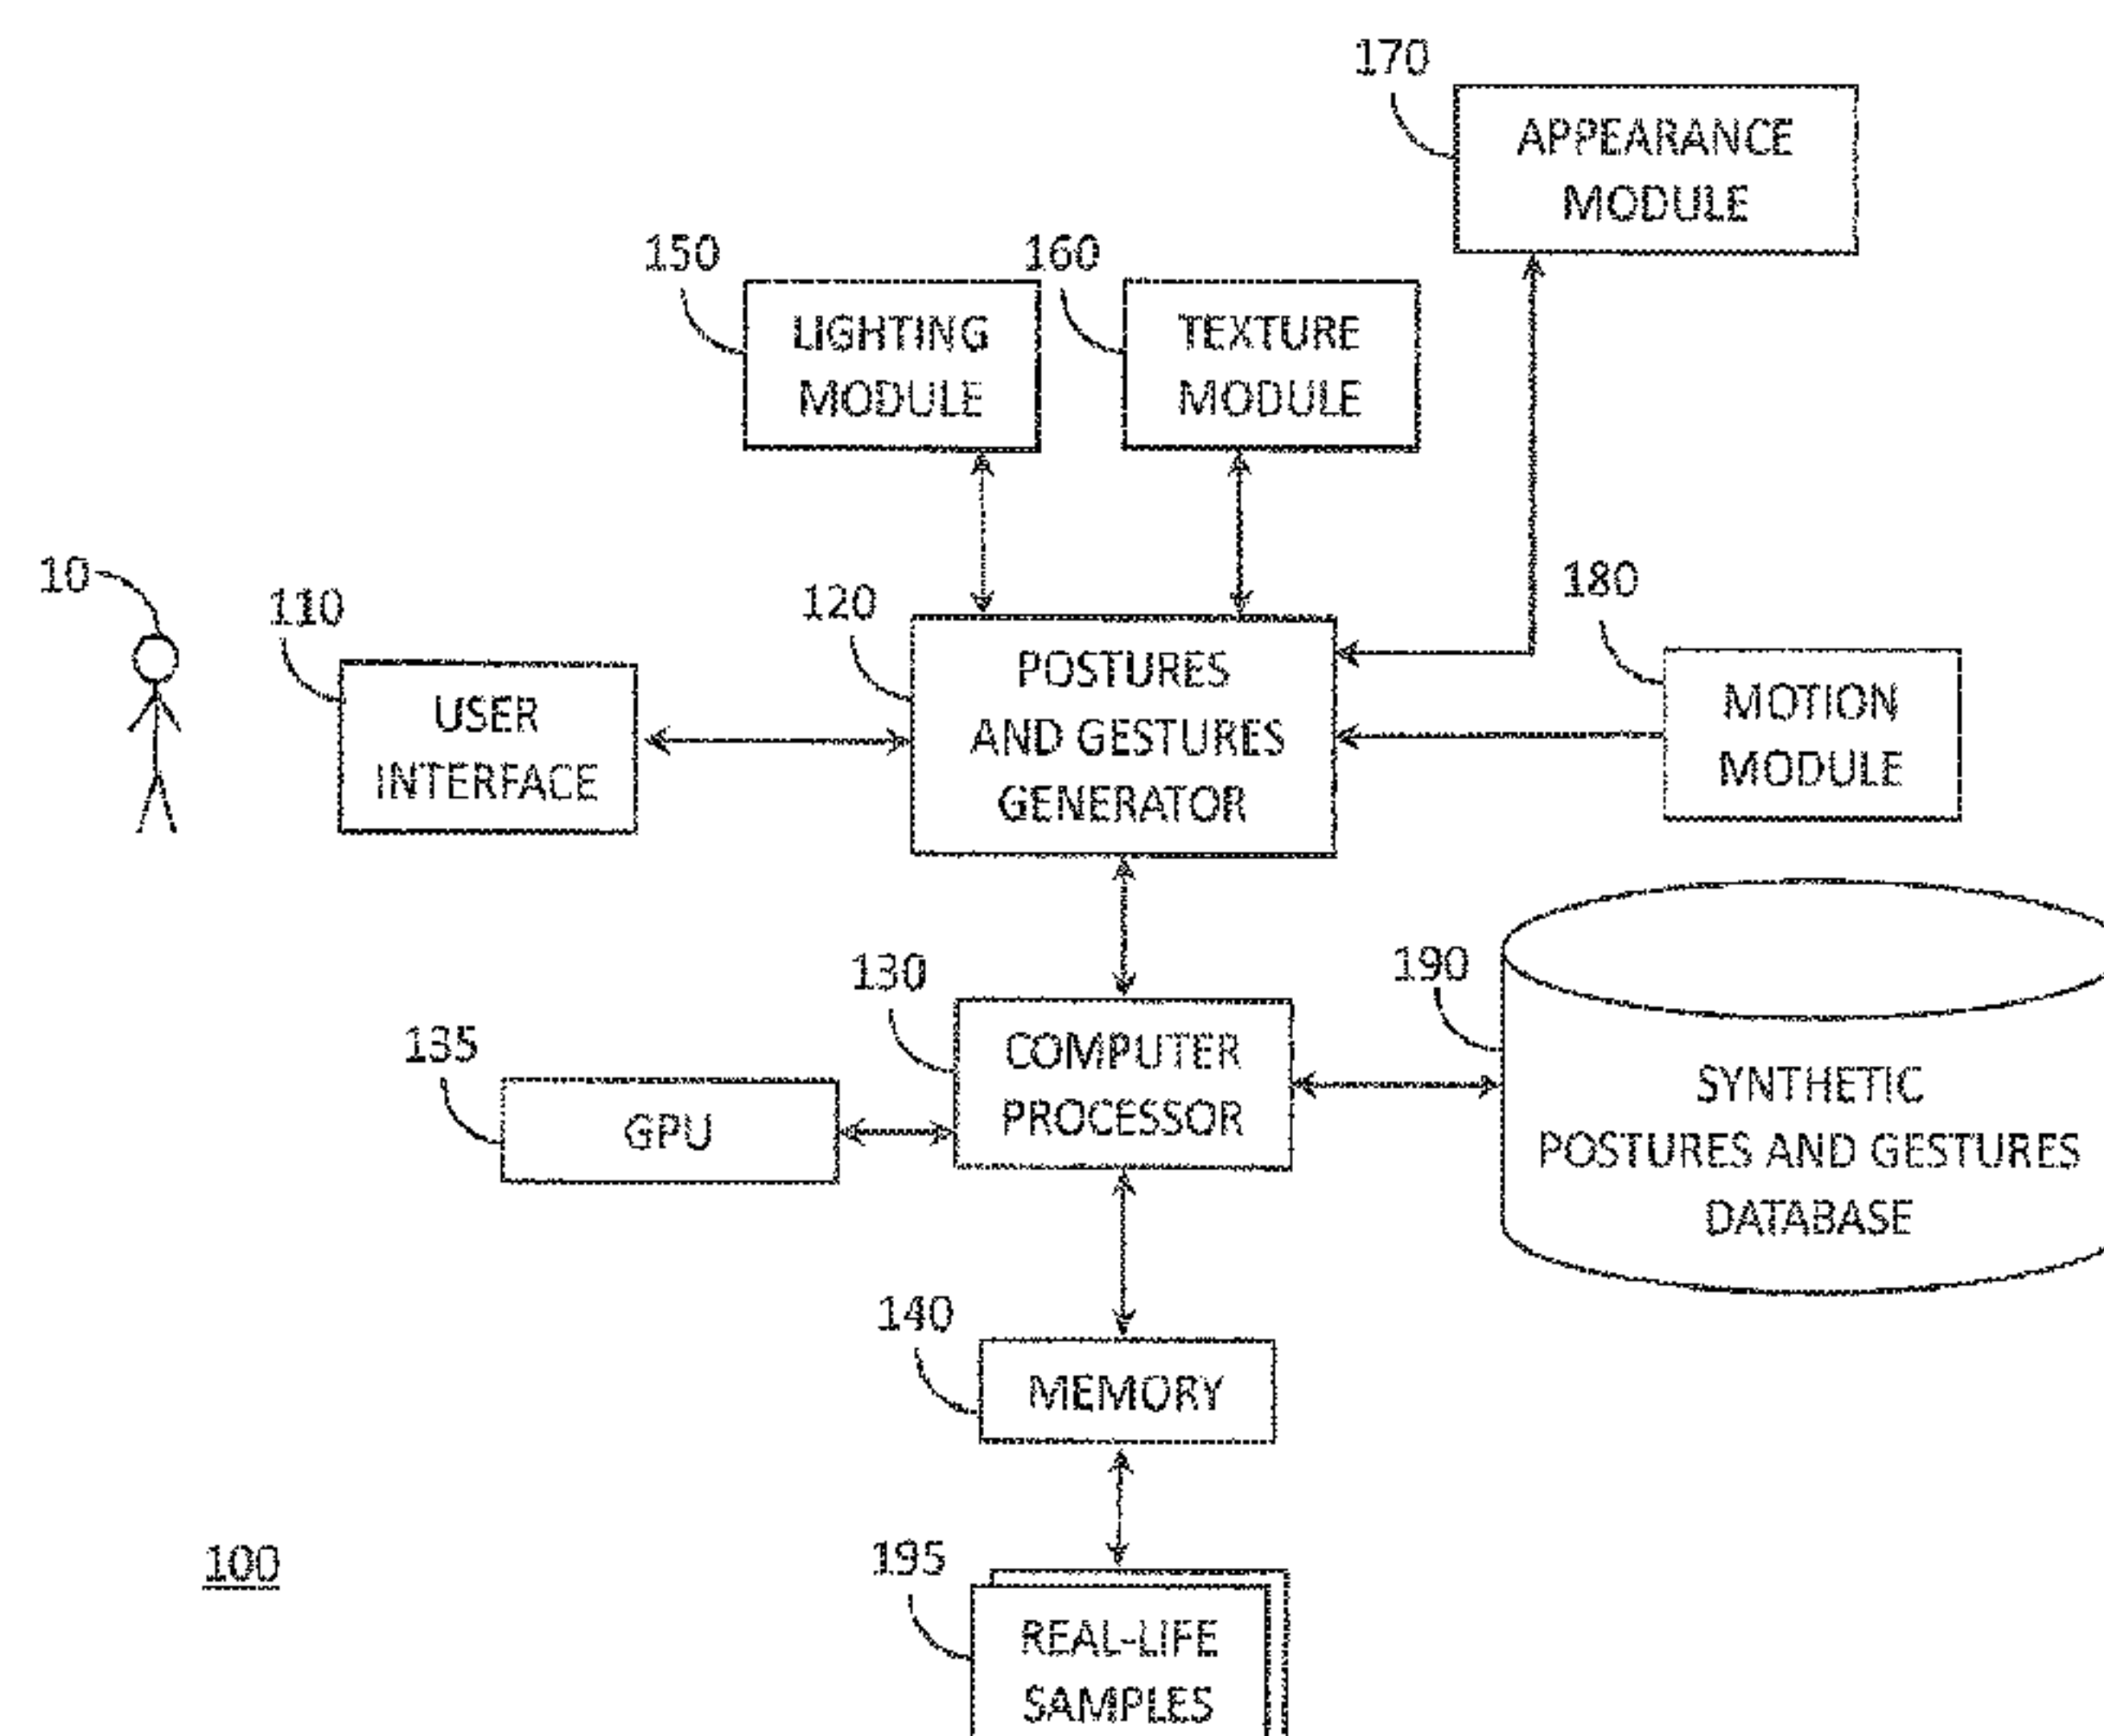 170
APPEARANCE
MODULE
150
LIGHTING
MODULE
160
TEXTURE
MODULE
10
110
USER
INTERFACE
120
POSTURES
AND GESTURES
GENERATOR
180
MOTION
MODULE
130
COMPUTER
PROCESSOR
190
SYNTHETIC
POSTURES AND GESTURES
DATABASE
135
GPU
140
MEMORY
100
195
REAL-LIFE
SAMPLES